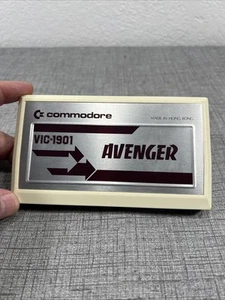 commodore
MADE IN HONG KONG
VIC-1901
AVENGER